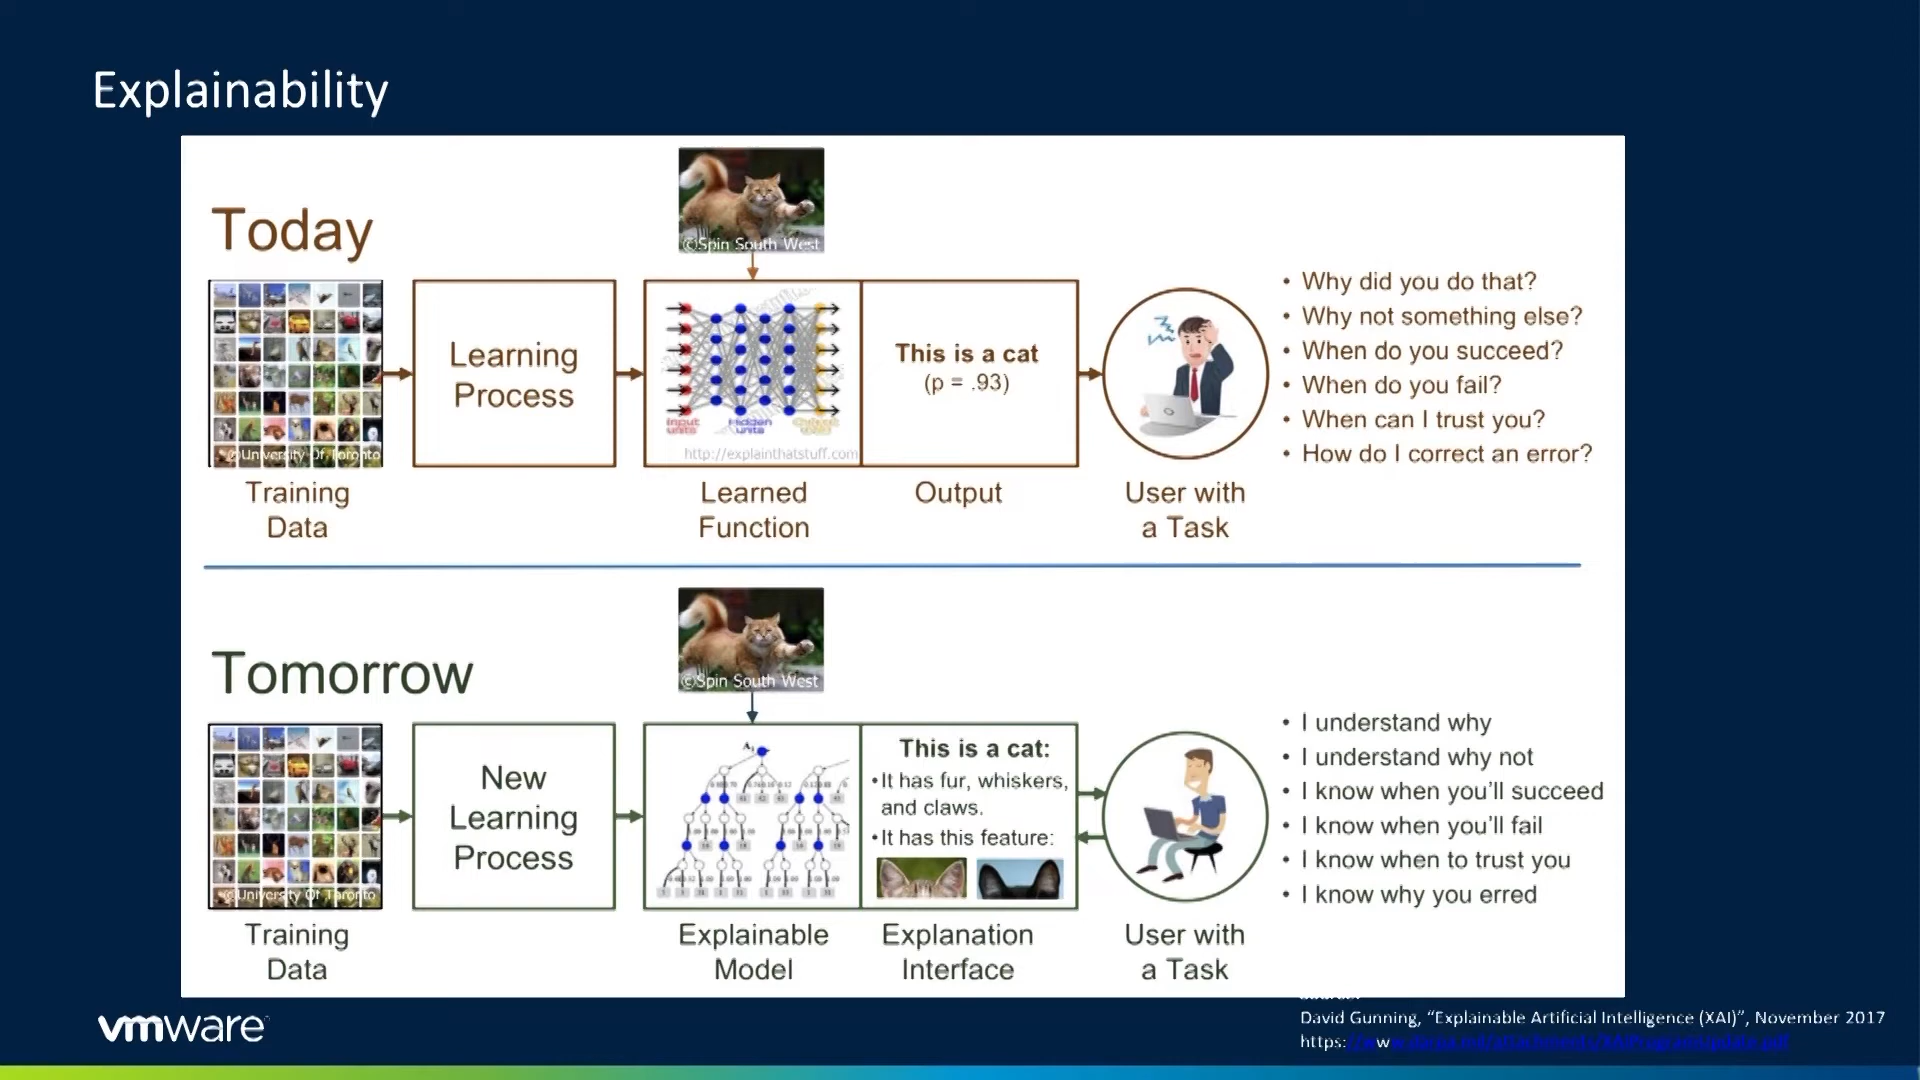 Explainability
Today
©Spin South West
Learning
Process
Input
units
Hidden
units
http://explainthatstuff.com
This is a cat
(p = .93)
• Why did you do that?
• Why not something else?
• When do you succeed?
• When do you fail?
• When can I trust you?
• How do I correct an error?
©University Of Toronto
Training
Data
Learned
Function
Output
User with
a Task
Tomorrow
©Spin South West
New
Learning
Process
This is a cat:
•It has fur, whiskers,
and claws.
•It has this feature:
• I understand why
• I understand why not
• I know when you’ll succeed
• I know when you’ll fail
• I know when to trust you
• I know why you erred
©University Of Toronto
Training
Data
Explainable
Model
Explanation
Interface
User with
a Task
vmware
David Gunning, “Explainable Artificial Intelligence (XAI)”, November 2017